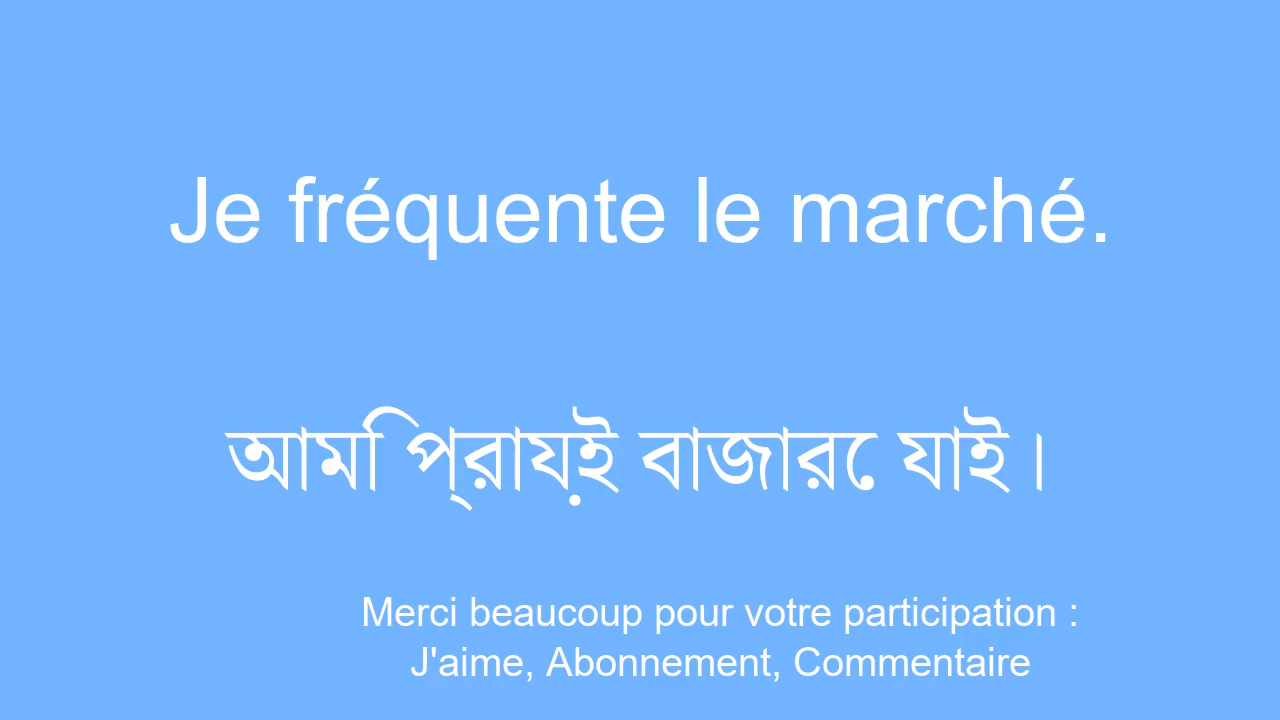 Je fréquente le marché.
আমি প্রায়ই বাজারে যাই।
Merci beaucoup pour votre participation :
J'aime, Abonnement, Commentaire